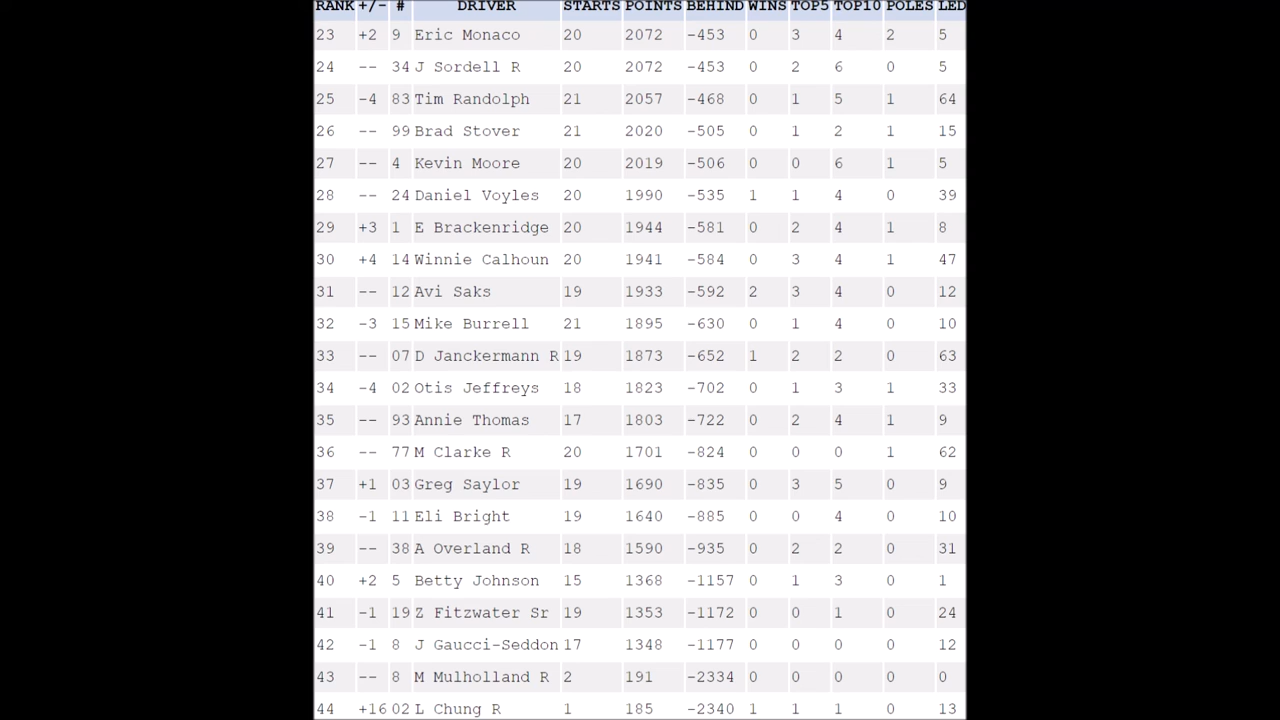 RANK +/- # DRIVER STARTS POINTS BEHIND WINS TOP5 TOP10 POLES LED
23 +2 9 Eric Monaco 20 2072 -453 0 3 4 2 5
24 -- 34 J Sordell R 20 2072 -453 0 2 6 0 5
25 -4 83 Tim Randolph 21 2057 -468 0 1 5 1 64
26 -- 99 Brad Stover 21 2020 -505 0 1 2 1 15
27 -- 4 Kevin Moore 20 2019 -506 0 0 6 1 5
28 -- 24 Daniel Voyles 20 1990 -535 1 1 4 0 39
29 +3 1 E Brackenridge 20 1944 -581 0 2 4 1 8
30 +4 14 Winnie Calhoun 20 1941 -584 0 3 4 1 47
31 -- 12 Avi Saks 19 1933 -592 2 3 4 0 12
32 -3 15 Mike Burrell 21 1895 -630 0 1 4 0 10
33 -- 07 D Janckermann R 19 1873 -652 1 2 2 0 63
34 -4 02 Otis Jeffreys 18 1823 -702 0 1 3 1 33
35 -- 93 Annie Thomas 17 1803 -722 0 2 4 1 9
36 -- 77 M Clarke R 20 1701 -824 0 0 0 1 62
37 +1 03 Greg Saylor 19 1690 -835 0 3 5 0 9
38 -1 11 Eli Bright 19 1640 -885 0 0 4 0 10
39 -- 38 A Overland R 18 1590 -935 0 2 2 0 31
40 +2 5 Betty Johnson 15 1368 -1157 0 1 3 0 1
41 -1 19 Z Fitzwater Sr 19 1353 -1172 0 0 1 0 24
42 -1 8 J Gaucci-Seddon 17 1348 -1177 0 0 0 0 12
43 -- 8 M Mulholland R 2 191 -2334 0 0 0 0 0
44 +16 02 L Chung R 1 185 -2340 1 1 1 0 13